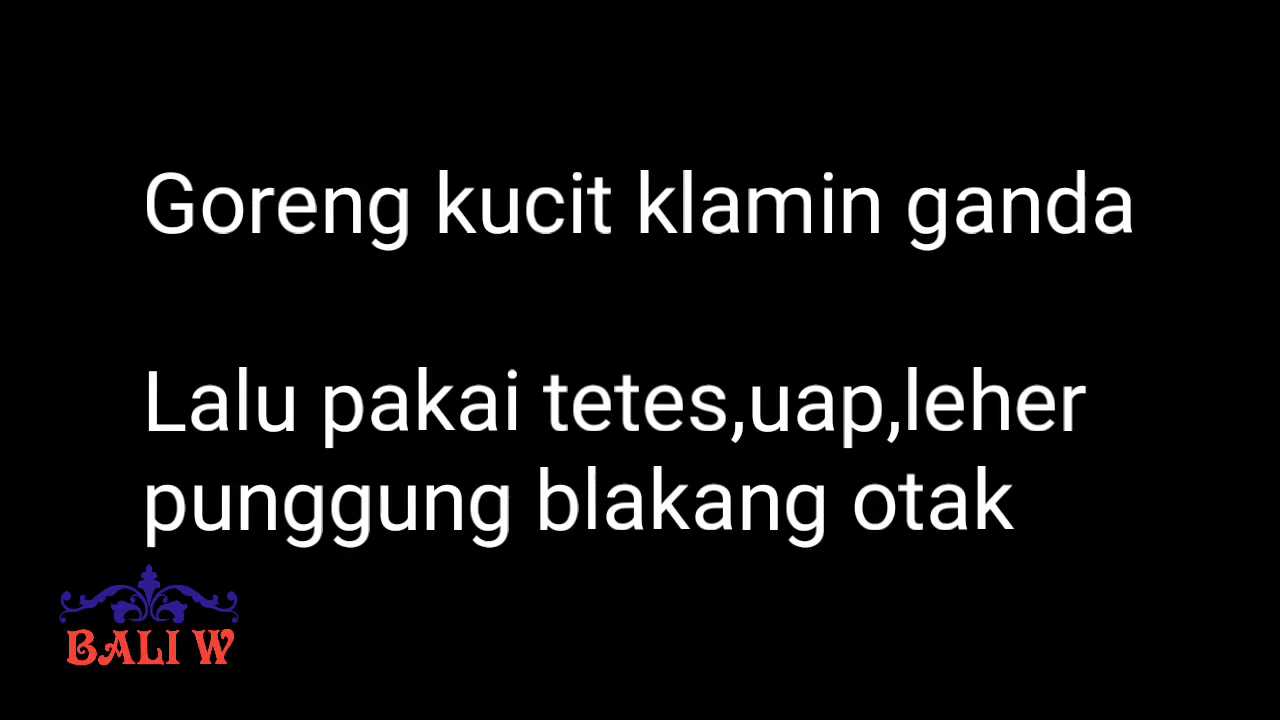 Goreng kucit klamin ganda
Lalu pakai tetes,uap,leher
punggung blakang otak
BALI W